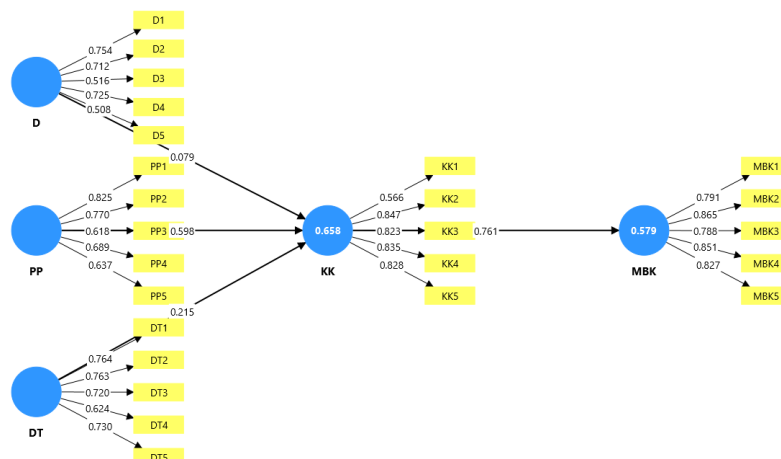 D1
0.754
D2
0.712
0.516
D3
0.725
D4
0.508
D5
D
0.079
PP1
0.825
PP2
0.770
0.618
PP3
0.598
0.689
PP4
0.637
PP5
PP
0.215
DT1
0.764
DT2
0.763
0.720
DT3
0.624
DT4
0.730
DT5
DT
0.658
KK
KK1
0.566
KK2
0.847
0.823
KK3
0.835
KK4
0.828
KK5
0.761
0.579
MBK
MBK1
0.791
MBK2
0.865
0.788
MBK3
0.851
MBK4
0.827
MBK5